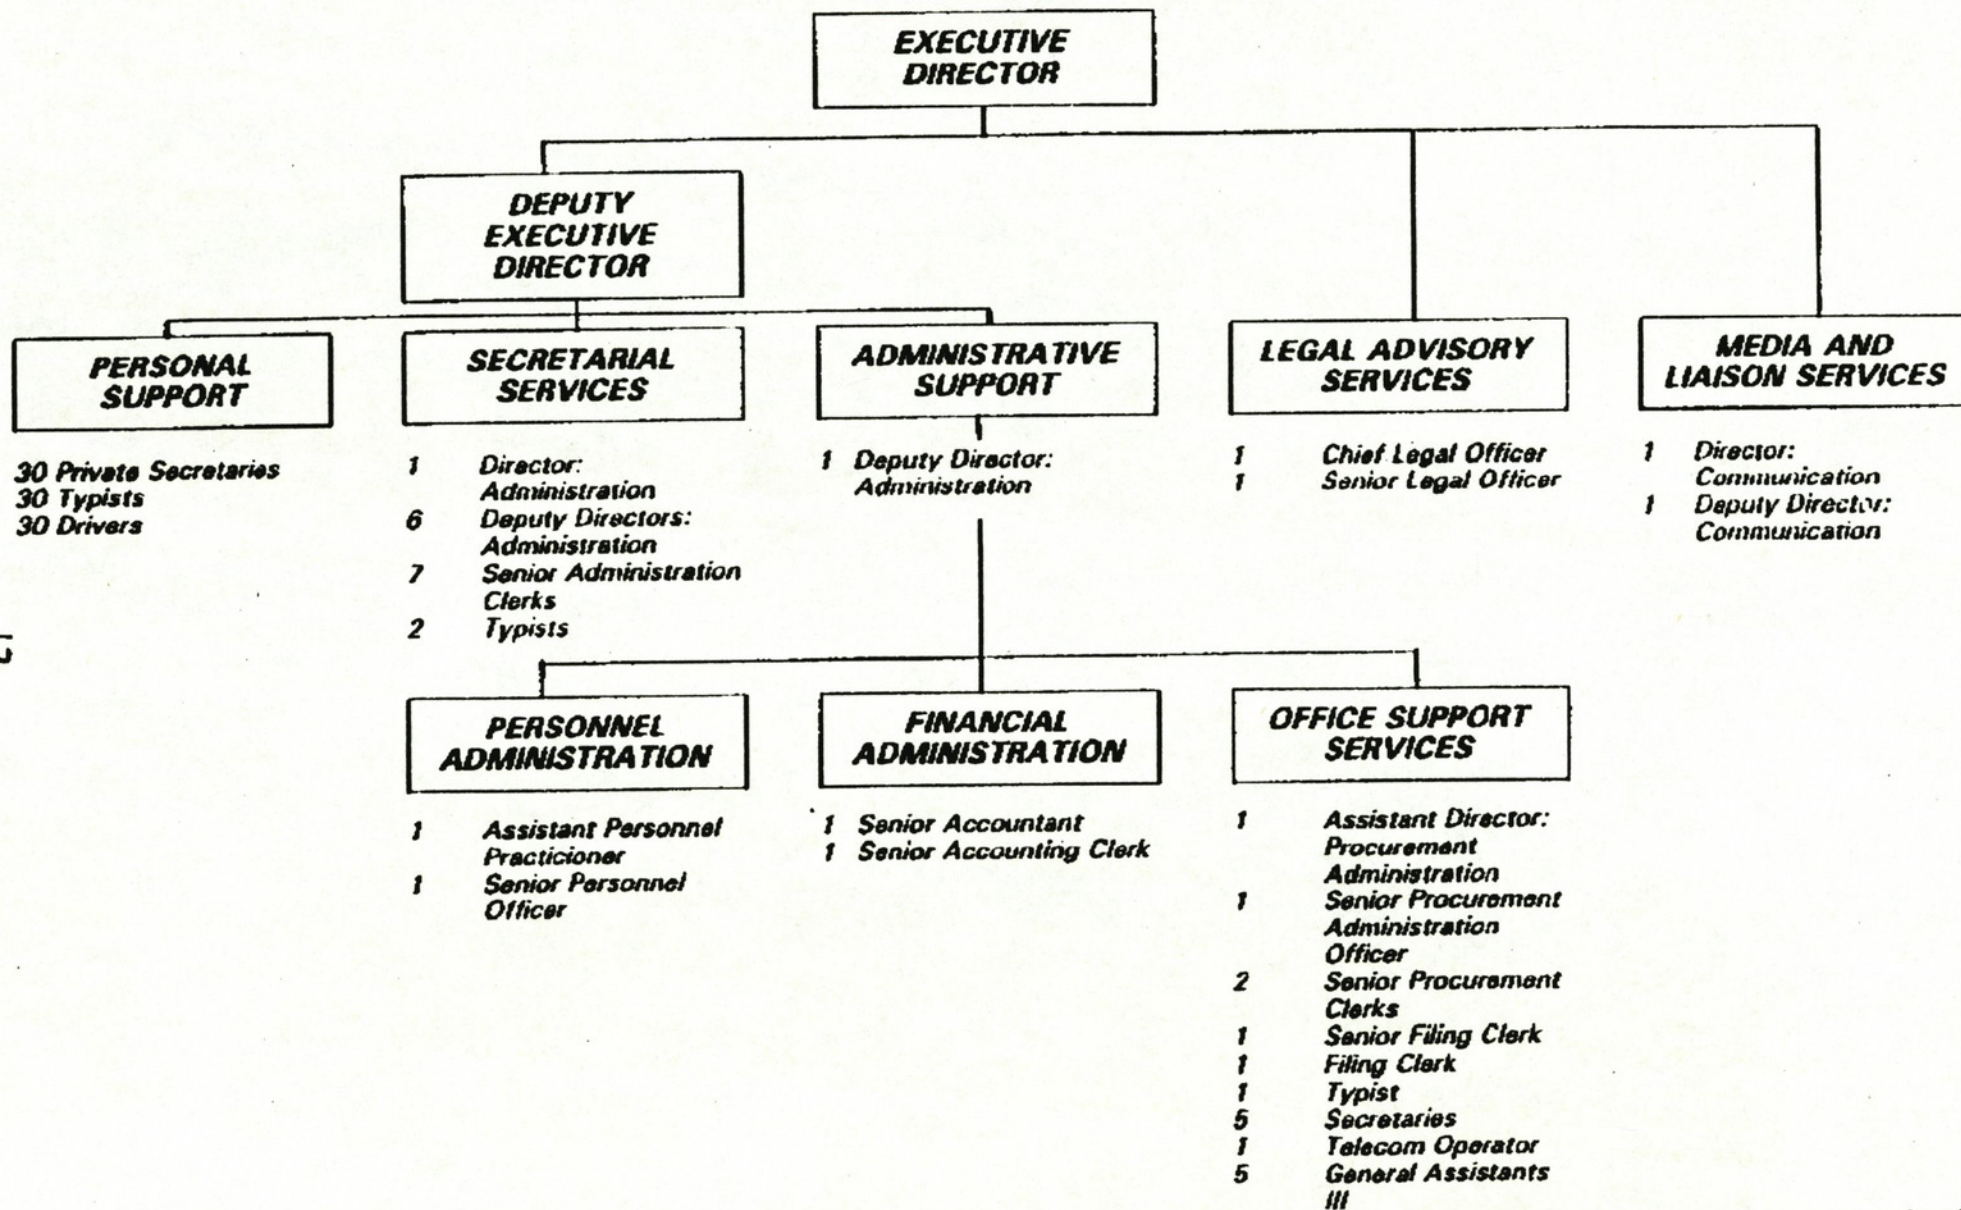 EXECUTIVE
DIRECTOR
DEPUTY
EXECUTIVE
DIRECTOR
PERSONAL
SUPPORT
30 Private Secretaries
30 Typists
30 Drivers
SECRETARIAL
SERVICES
1 Director:
Administration
6 Deputy Directors:
Administration
7 Senior Administration
Clerks
2 Typists
ADMINISTRATIVE
SUPPORT
1 Deputy Director:
Administration
LEGAL ADVISORY
SERVICES
1 Chief Legal Officer
1 Senior Legal Officer
MEDIA AND
LIAISON SERVICES
1 Director:
Communication
1 Deputy Director:
Communication
PERSONNEL
ADMINISTRATION
1 Assistant Personnel
Practicioner
1 Senior Personnel
Officer
FINANCIAL
ADMINISTRATION
1 Senior Accountant
1 Senior Accounting Clerk
OFFICE SUPPORT
SERVICES
1 Assistant Director:
Procurement
Administration
1 Senior Procurement
Administration
Officer
2 Senior Procurement
Clerks
1 Senior Filing Clerk
1 Filing Clerk
1 Typist
5 Secretaries
1 Telecom Operator
5 General Assistants
III